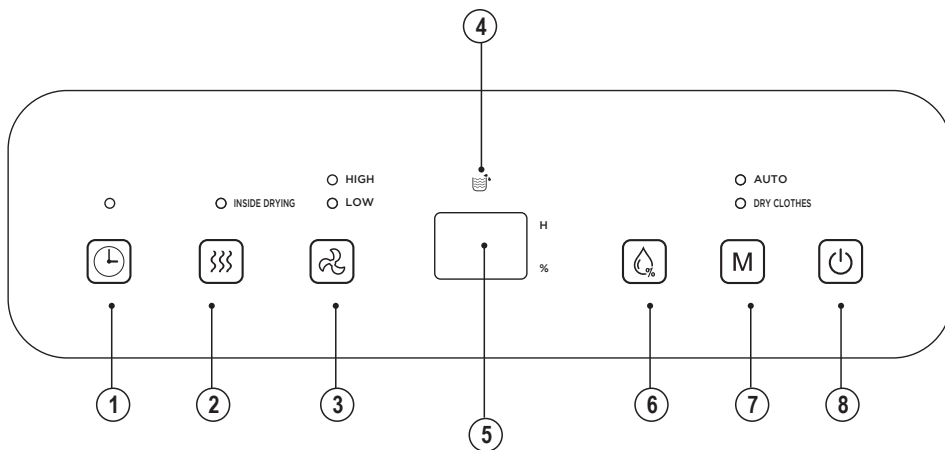 4
HIGH
LOW
INSIDE DRYING
AUTO
DRY CLOTHES
H
%
%
M
1
2
3
5
6
7
8